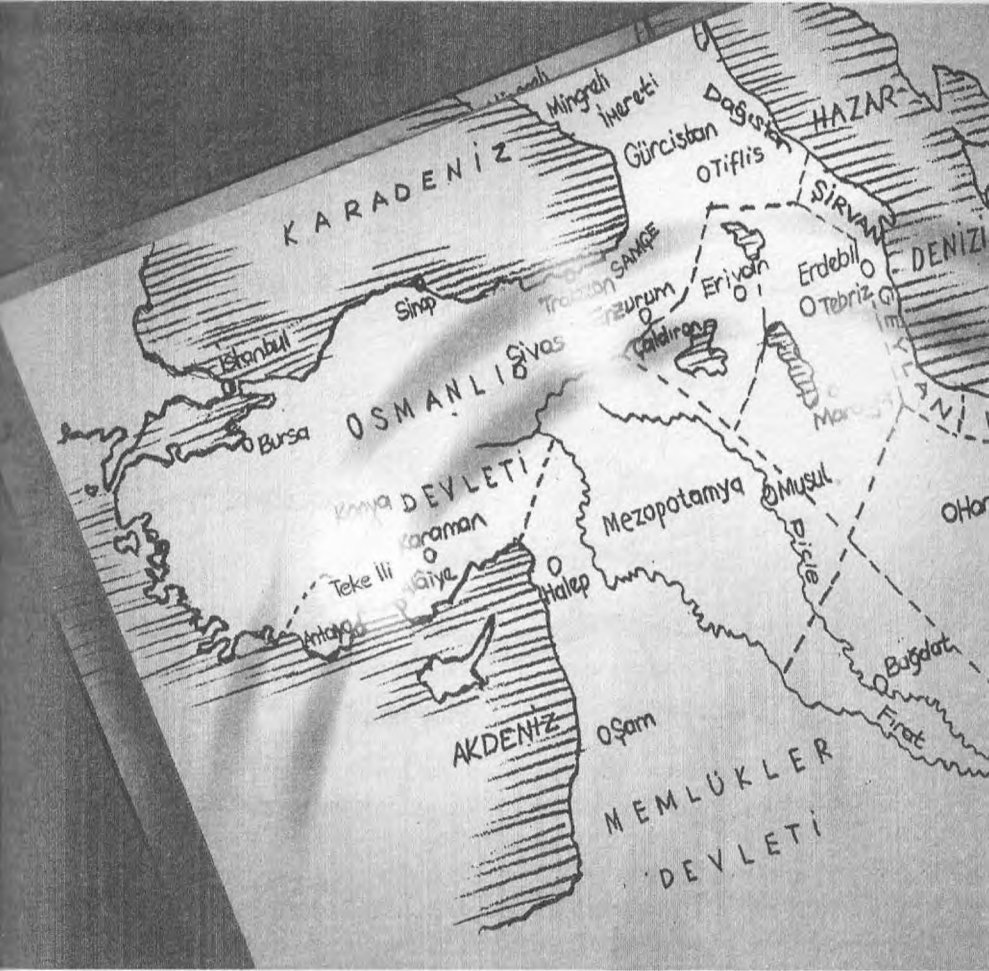 Mingreli
İmereti
Dağıstan
HAZAR
Gürcistan
Tiflis
KARADENİZ
ŞİRVAN
DENİZİ
SAMÇE
Erivan
Erdebil
Tebriz
GEYLAN
Trabzon
Sinop
Erzurum
Çaldıran
İstanbul
Sivas
OSMANLI
Bursa
Konya
DEVLETİ
Mezopotamya
Musul
Karaman
Dicle
Teke İli
Halep
Antalya
Bağdat
Fırat
AKDENİZ
Şam
MEMLÜKLER
DEVLETİ